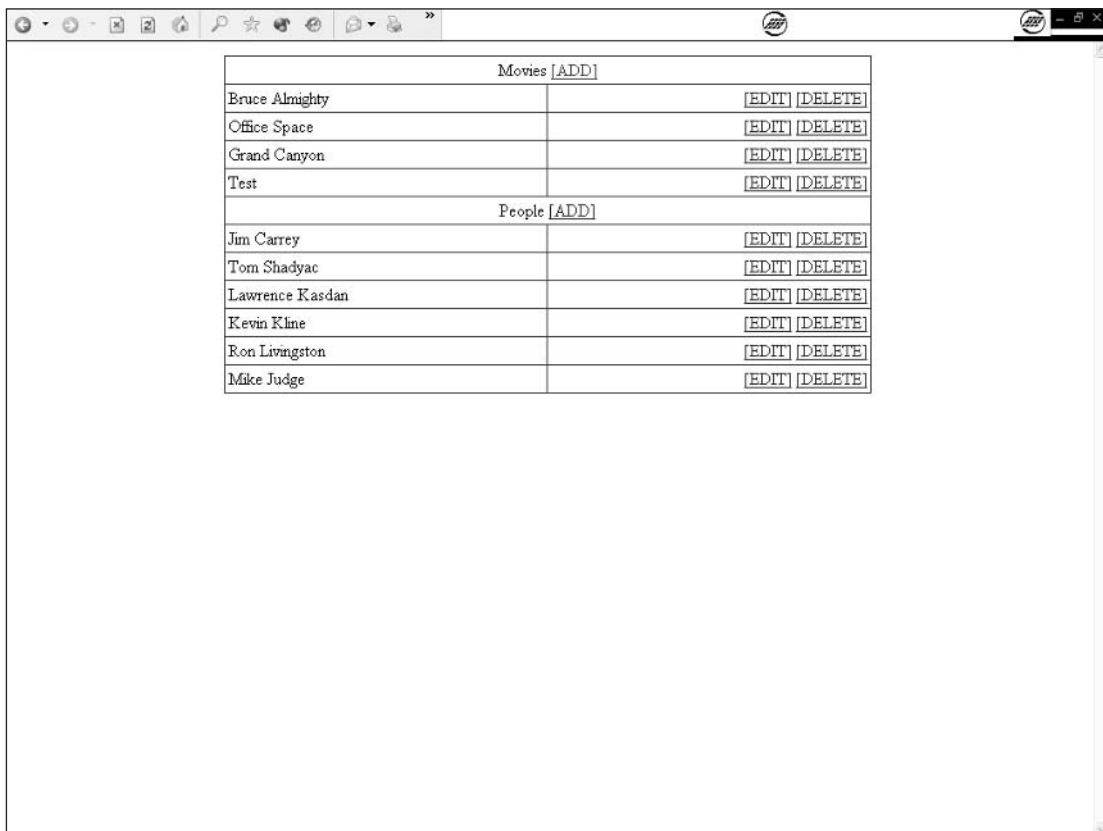 »
Movies [ADD]
Bruce Almighty [EDIT] [DELETE]
Office Space [EDIT] [DELETE]
Grand Canyon [EDIT] [DELETE]
Test [EDIT] [DELETE]
People [ADD]
Jim Carrey [EDIT] [DELETE]
Tom Shadyac [EDIT] [DELETE]
Lawrence Kasdan [EDIT] [DELETE]
Kevin Kline [EDIT] [DELETE]
Ron Livingston [EDIT] [DELETE]
Mike Judge [EDIT] [DELETE]